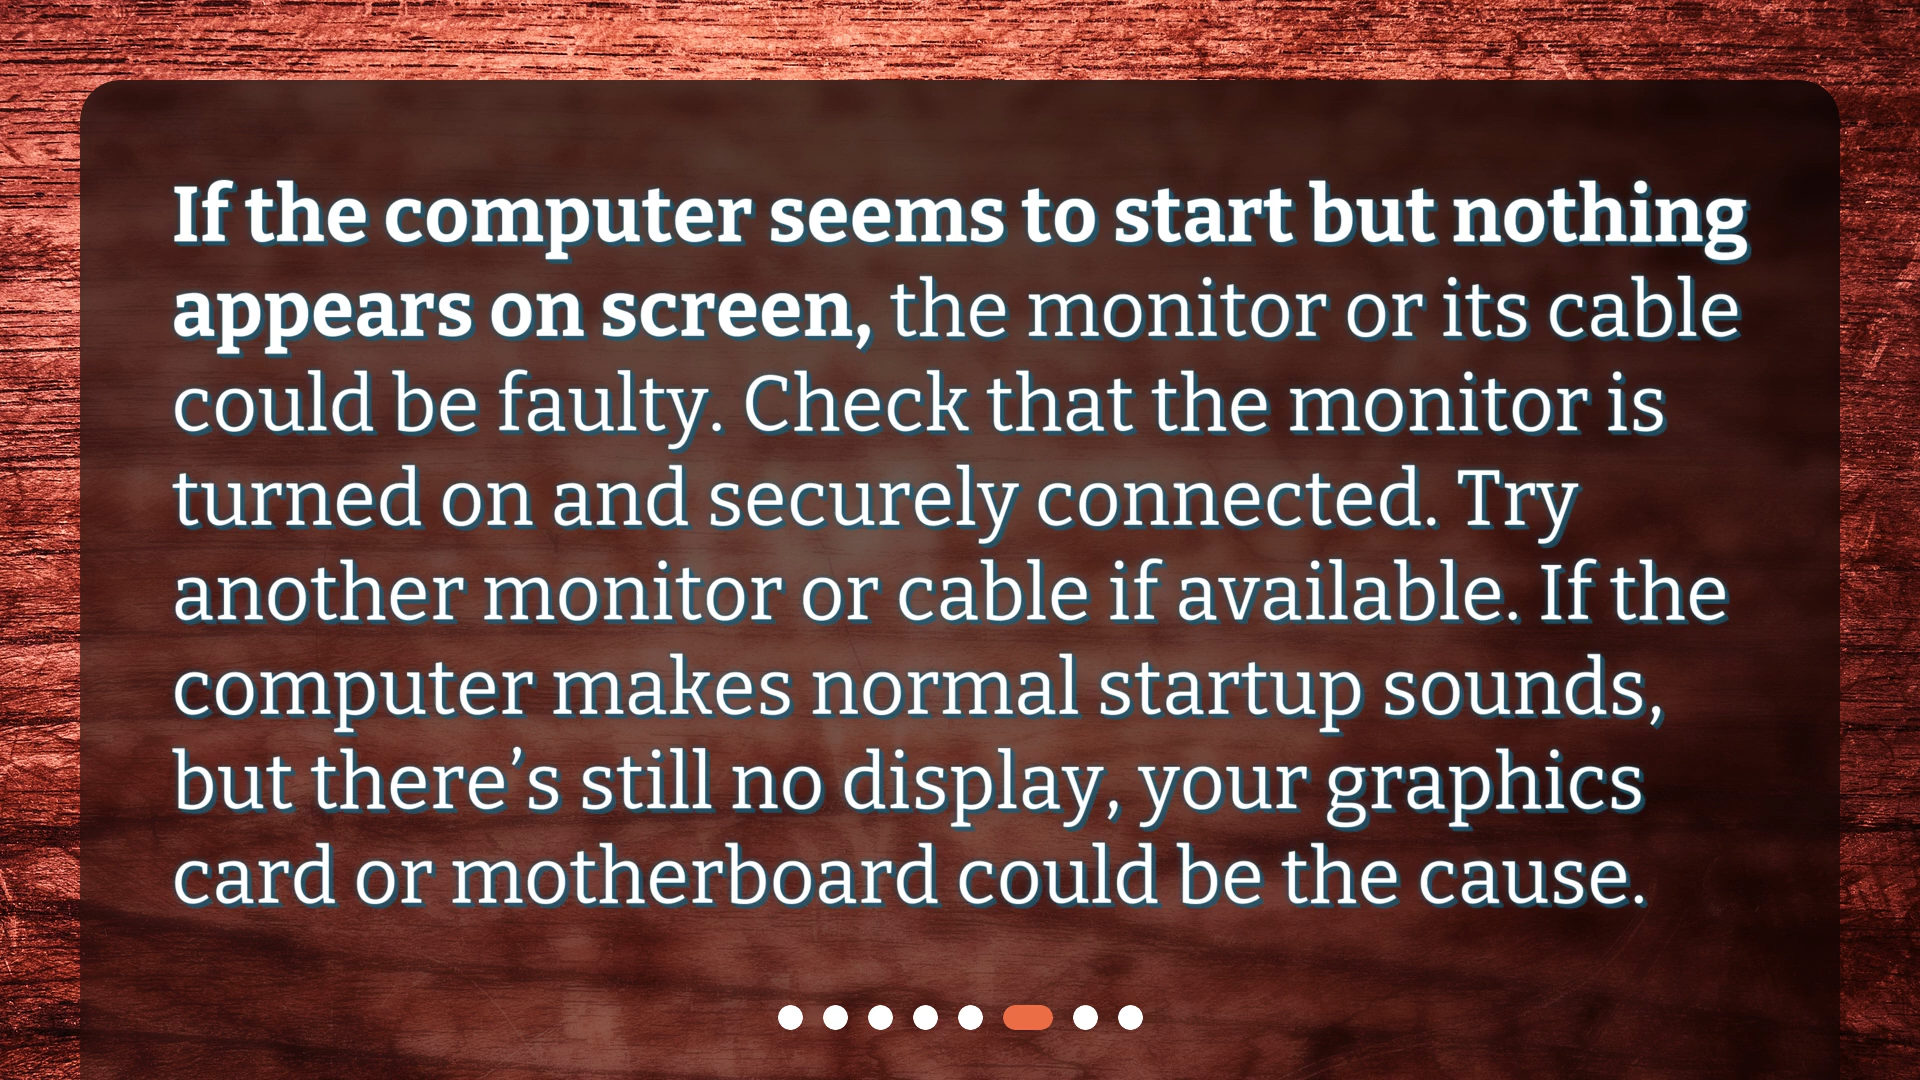 If the computer seems to start but nothing
appears on screen, the monitor or its cable
could be faulty. Check that the monitor is
turned on and securely connected. Try
another monitor or cable if available. If the
computer makes normal startup sounds,
but there’s still no display, your graphics
card or motherboard could be the cause.